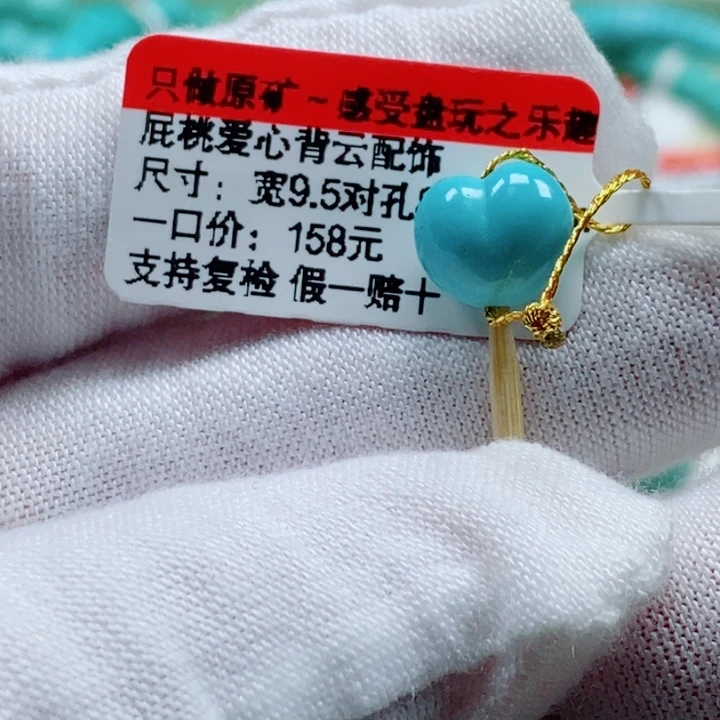 只做原矿~感受盘玩之乐趣
屁桃爱心背云配饰
尺寸：宽9.5对孔
一口价：158元
支持复检 假一赔十